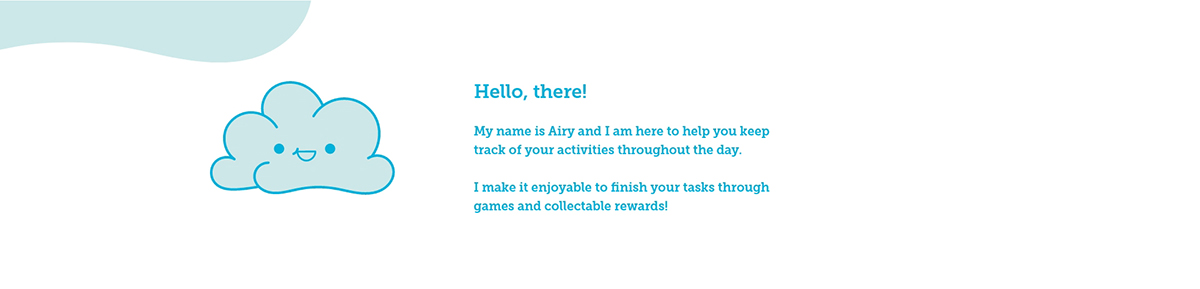 Hello, there!
My name is Airy and I am here to help you keep
track of your activities throughout the day.
I make it enjoyable to finish your tasks through
games and collectable rewards!